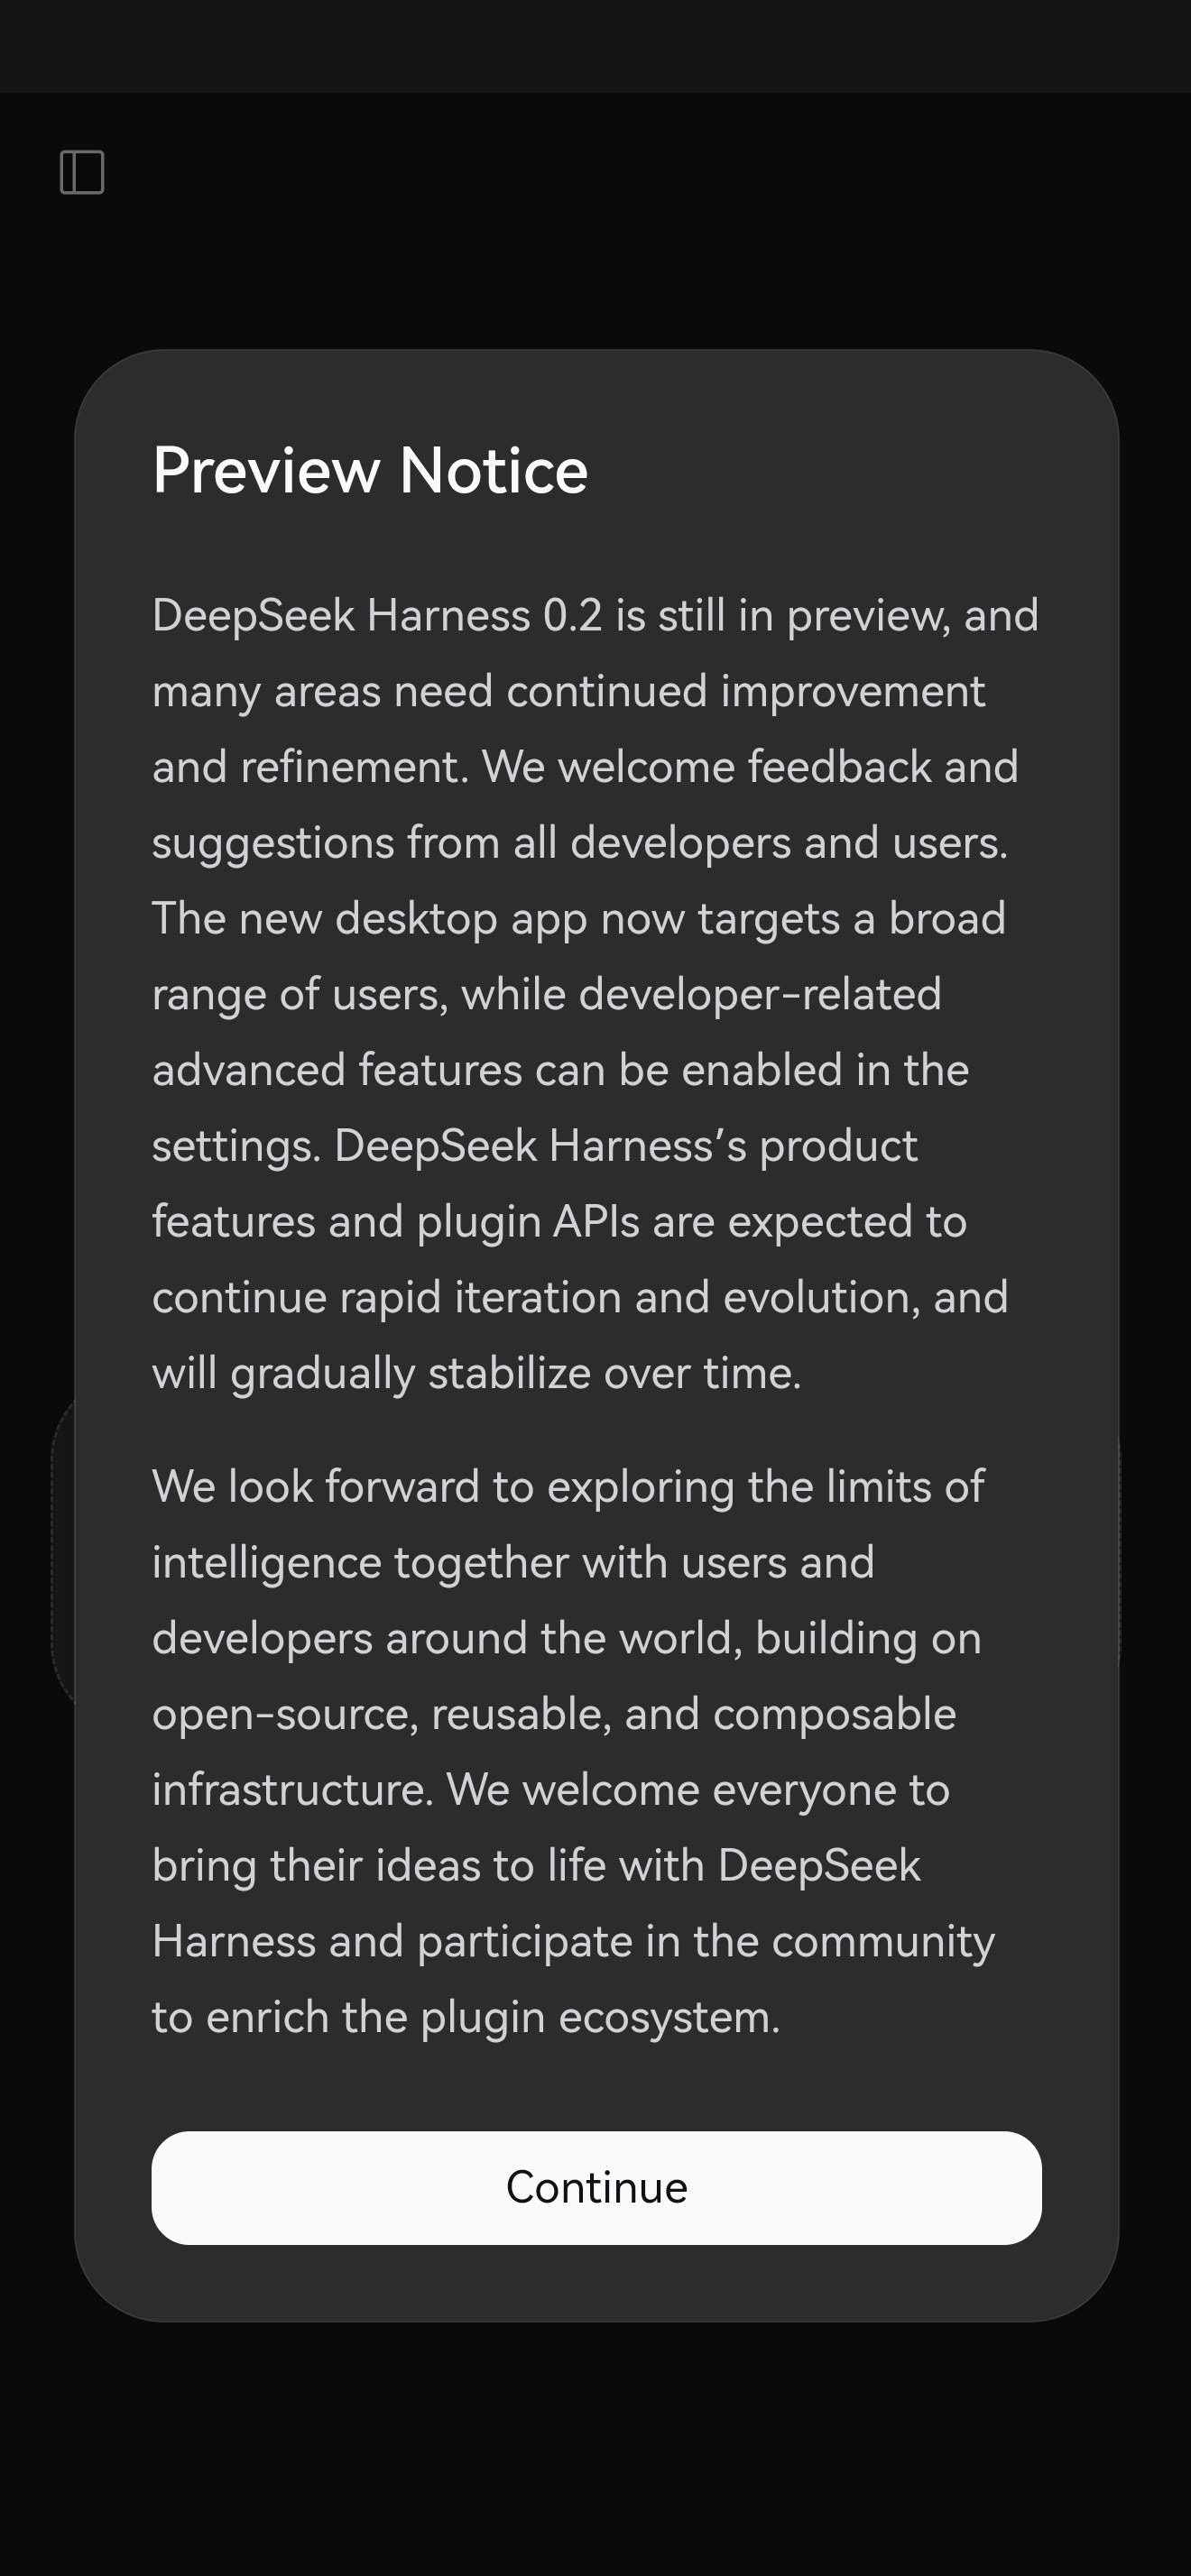 Preview Notice
DeepSeek Harness 0.2 is still in preview, and
many areas need continued improvement
and refinement. We welcome feedback and
suggestions from all developers and users.
The new desktop app now targets a broad
range of users, while developer-related
advanced features can be enabled in the
settings. DeepSeek Harness’s product
features and plugin APIs are expected to
continue rapid iteration and evolution, and
will gradually stabilize over time.
We look forward to exploring the limits of
intelligence together with users and
developers around the world, building on
open-source, reusable, and composable
infrastructure. We welcome everyone to
bring their ideas to life with DeepSeek
Harness and participate in the community
to enrich the plugin ecosystem.
Continue